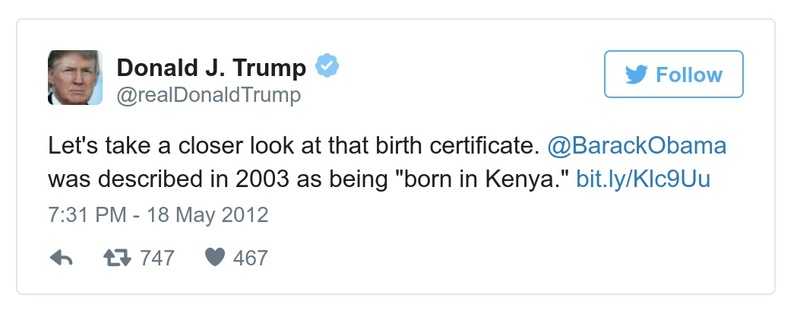 Donald J. Trump
@realDonaldTrump
Follow
Let's take a closer look at that birth certificate. @BarackObama
was described in 2003 as being "born in Kenya." bit.ly/Klc9Uu
7:31 PM - 18 May 2012
747 467